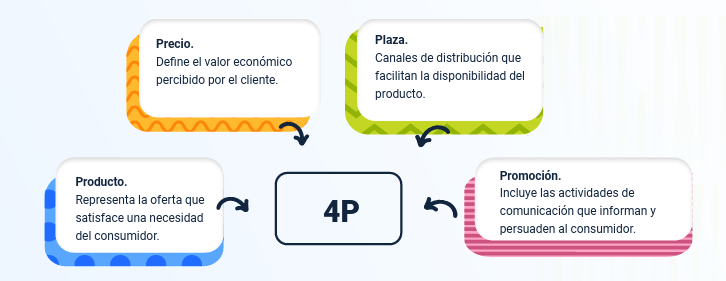 Precio.
Define el valor económico
percibido por el cliente.
Plaza.
Canales de distribución que
facilitan la disponibilidad del
producto.
Producto.
Representa la oferta que
satisface una necesidad
del consumidor.
4P
Promoción.
Incluye las actividades de
comunicación que informan y
persuaden al consumidor.